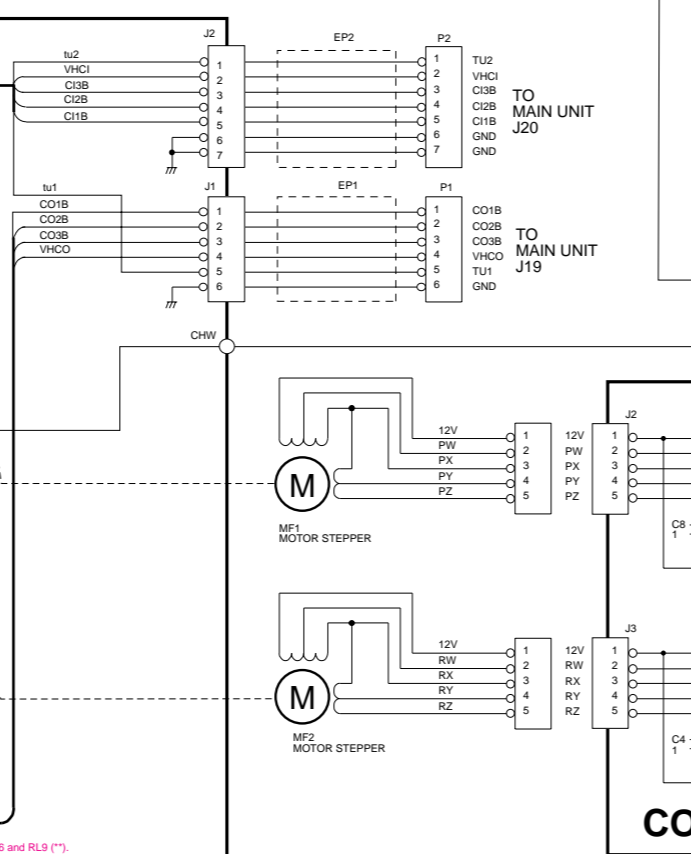 J2
EP2
P2
tu2
VHCI
CI3B
CI2B
CI1B
1
2
3
4
5
6
7
1
2
3
4
5
6
7
TU2
VHCI
CI3B
CI2B
CI1B
GND
GND
TO
MAIN UNIT
J20
J1
EP1
P1
tu1
CO1B
CO2B
CO3B
VHCO
1
2
3
4
5
6
1
2
3
4
5
6
CO1B
CO2B
CO3B
VHCO
TU1
GND
TO
MAIN UNIT
J19
CHW
12V
PW
PX
PY
PZ
1
2
3
4
5
12V
PW
PX
PY
PZ
J2
1
2
3
4
5
M
MF1
MOTOR STEPPER
C8
1
12V
RW
RX
RY
RZ
1
2
3
4
5
12V
RW
RX
RY
RZ
J3
1
2
3
4
5
M
MF2
MOTOR STEPPER
C4
1
CO
6 and RL9 (**).